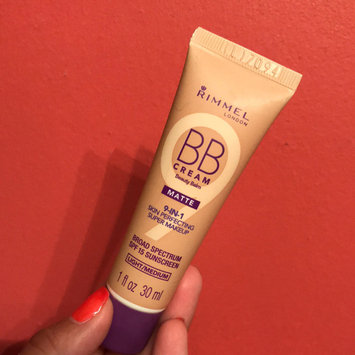 RIMMEL
LONDON
BB
CREAM
Beauty Balm
MATTE
9-IN-1
SKIN PERFECTING
SUPER MAKEUP
BROAD SPECTRUM
SPF 15 SUNSCREEN
LIGHT/MEDIUM
1 fl oz 30 ml